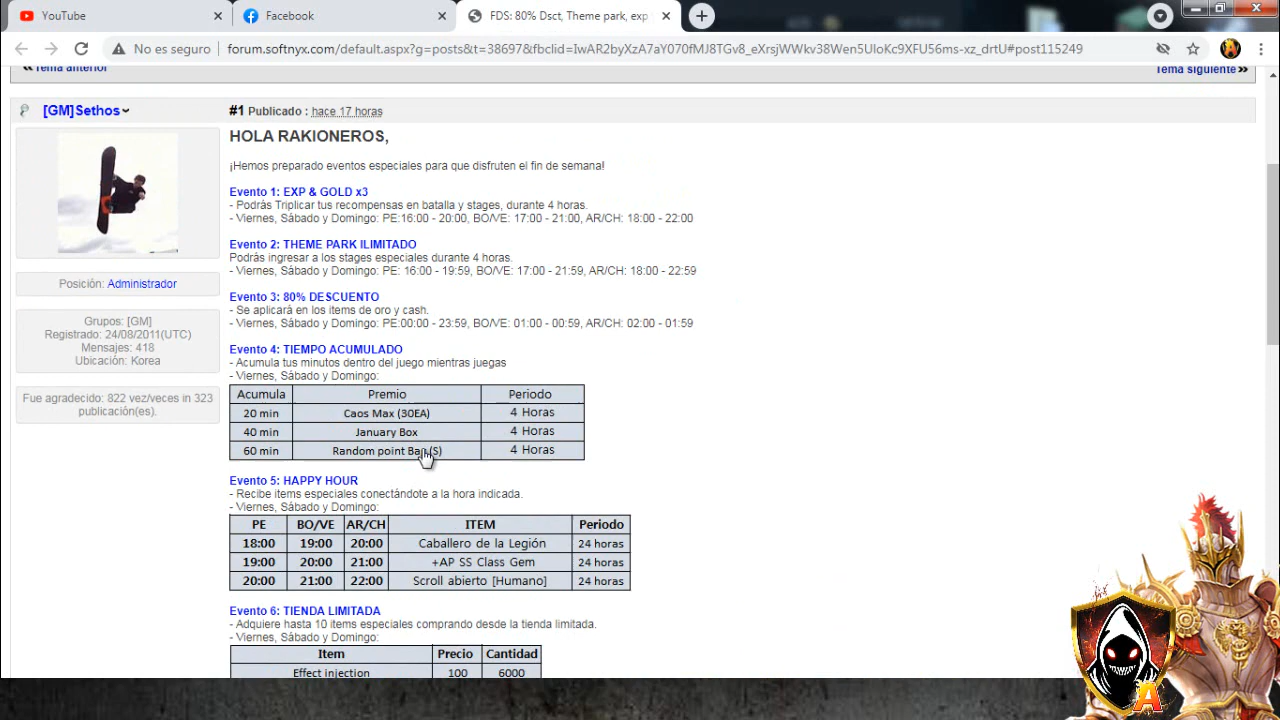 YouTube
Facebook
FDS: 80% Dsct, Theme park, exp
No es seguro
forum.softnyx.com/default.aspx?g=posts&t=38697&fbclid=IwAR2byXzA7aY070fMJ8TGv8_eXrsjWWkv38Wen5UIoKc9XFU56ms-xz_drtU#post115249
«Tema anterior
Tema siguiente»
[GM]Sethos
#1 Publicado : hace 17 horas
HOLA RAKIONEROS,
¡Hemos preparado eventos especiales para que disfruten el fin de semana!
Evento 1: EXP & GOLD x3
- Podrás Triplicar tus recompensas en batalla y stages, durante 4 horas.
- Viernes, Sábado y Domingo: PE:16:00 - 20:00, BO/VE: 17:00 - 21:00, AR/CH: 18:00 - 22:00
Evento 2: THEME PARK ILIMITADO
Podrás ingresar a los stages especiales durante 4 horas.
- Viernes, Sábado y Domingo: PE: 16:00 - 19:59, BO/VE: 17:00 - 21:59, AR/CH: 18:00 - 22:59
Posición: Administrador
Grupos: [GM]
Registrado: 24/08/2011(UTC)
Mensajes: 418
Ubicación: Korea
Fue agradecido: 822 vez/veces in 323
publicación(es).
Evento 3: 80% DESCUENTO
- Se aplicará en los items de oro y cash.
- Viernes, Sábado y Domingo: PE:00:00 - 23:59, BO/VE: 01:00 - 00:59, AR/CH: 02:00 - 01:59
Evento 4: TIEMPO ACUMULADO
- Acumula tus minutos dentro del juego mientras juegas
- Viernes, Sábado y Domingo:
Acumula Premio Periodo
20 min Caos Max (30EA) 4 Horas
40 min January Box 4 Horas
60 min Random point (S) 4 Horas
Evento 5: HAPPY HOUR
- Recibe items especiales conectándote a la hora indicada.
- Viernes, Sábado y Domingo:
PE BO/VE AR/CH ITEM Periodo
18:00 19:00 20:00 Caballero de la Legión 24 horas
19:00 20:00 21:00 +AP SS Class Gem 24 horas
20:00 21:00 22:00 Scroll abierto [Humano] 24 horas
Evento 6: TIENDA LIMITADA
- Adquiere hasta 10 items especiales comprando desde la tienda limitada.
- Viernes, Sábado y Domingo:
Item Precio Cantidad
Effect injection 100 6000
A